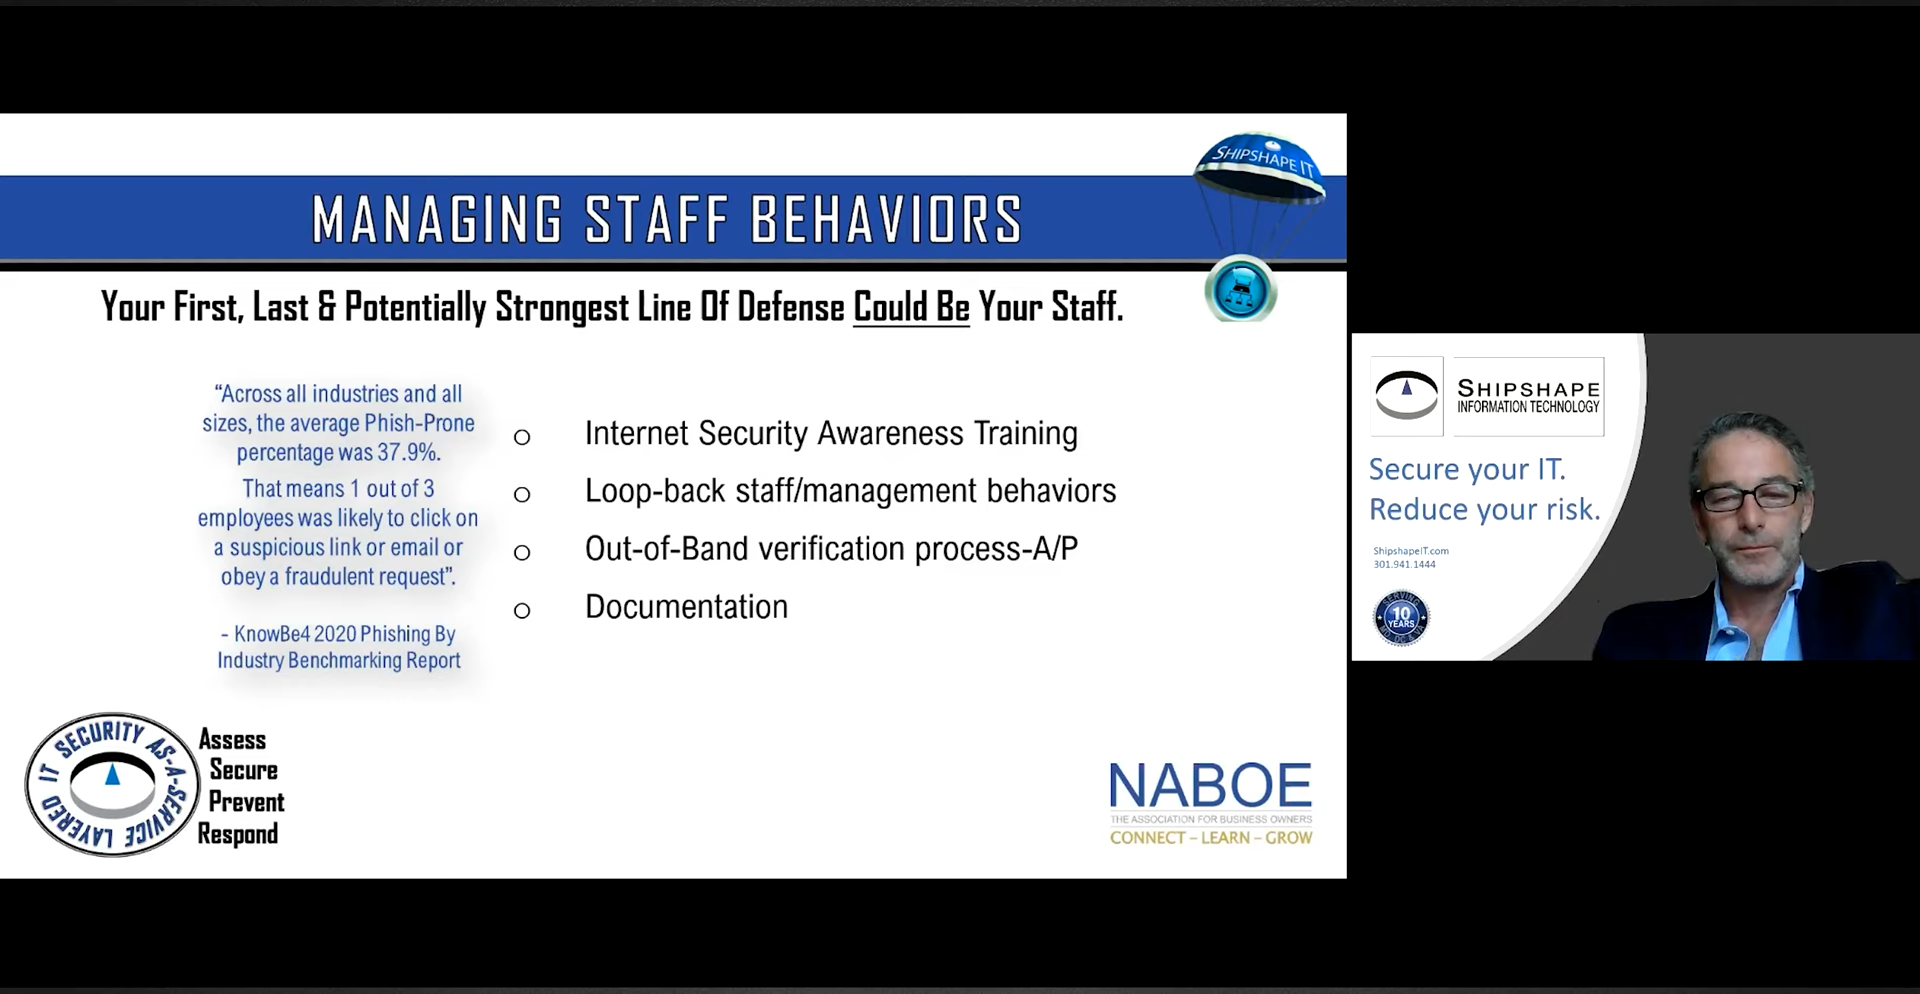 SHIPSHAPE IT
MANAGING STAFF BEHAVIORS
Your First, Last & Potentially Strongest Line Of Defense Could Be Your Staff.
“Across all industries and all
sizes, the average Phish-Prone
percentage was 37.9%.
That means 1 out of 3
employees was likely to click on
a suspicious link or email or
obey a fraudulent request”.
- KnowBe4 2020 Phishing By
Industry Benchmarking Report
o Internet Security Awareness Training
o Loop-back staff/management behaviors
o Out-of-Band verification process-A/P
o Documentation
LAYERED IT SECURITY AS-A-SERVICE
Assess
Secure
Prevent
Respond
NABOE
THE ASSOCIATION FOR BUSINESS OWNERS
CONNECT – LEARN – GROW
SHIPSHAPE
INFORMATION TECHNOLOGY
Secure your IT.
Reduce your risk.
ShipshapeIT.com
301.941.1444
SERVING
10
YEARS
MD, DC & VA